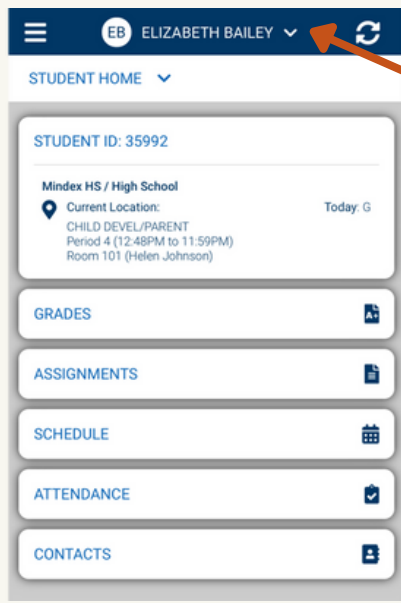 EB ELIZABETH BAILEY
STUDENT HOME
STUDENT ID: 35992
Mindex HS / High School
Current Location: Today: G
CHILD DEVEL/PARENT
Period 4 (12:48PM to 11:59PM)
Room 101 (Helen Johnson)
GRADES A+
ASSIGNMENTS
SCHEDULE
ATTENDANCE
CONTACTS